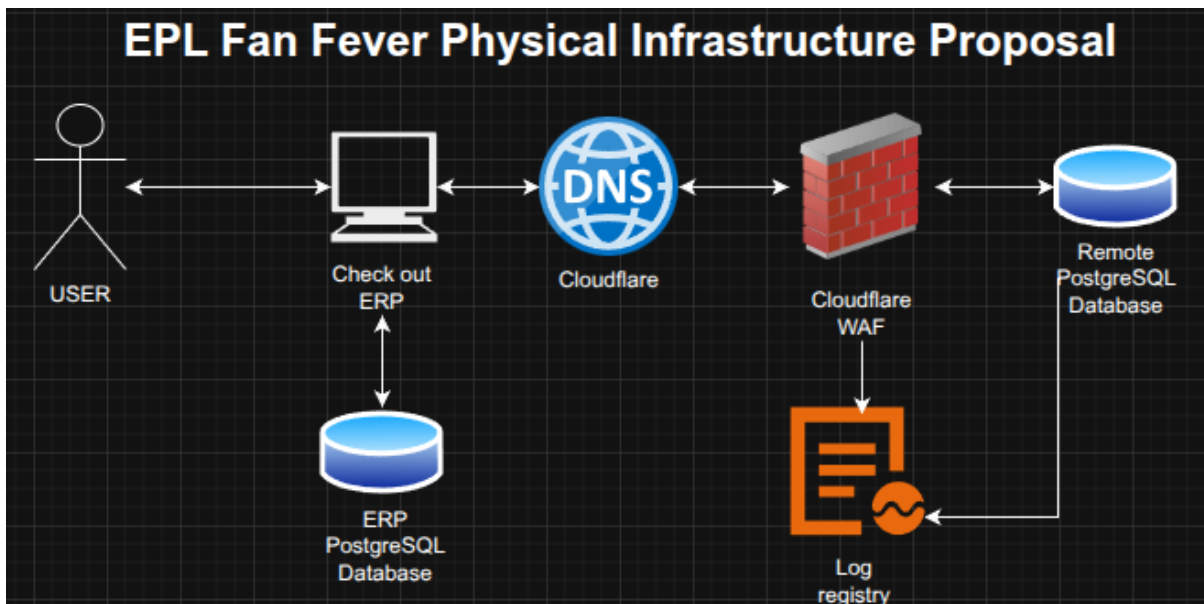 EPL Fan Fever Physical Infrastructure Proposal
DNS
USER
Check out
ERP
Cloudflare
Cloudflare
WAF
Remote
PostgreSQL
Database
ERP
PostgreSQL
Database
Log
registry